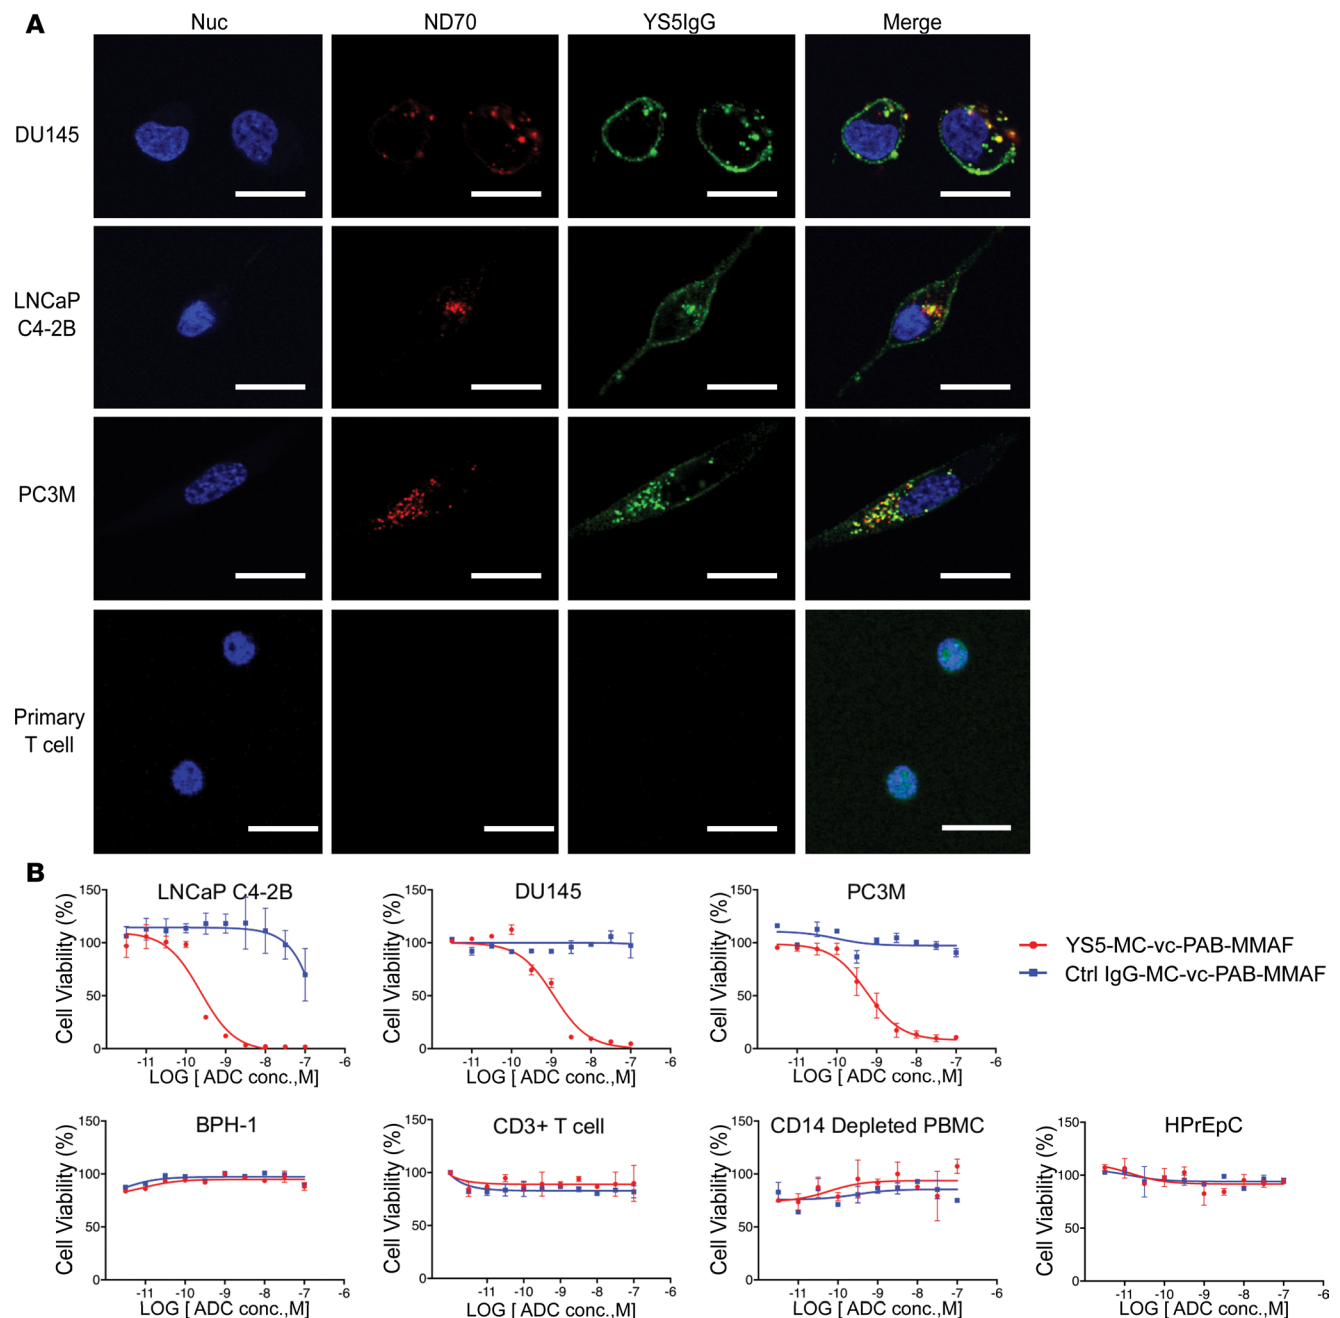 A
Nuc ND70 YS5IgG Merge
DU145
LNCaP
C4-2B
PC3M
Primary
T cell
B
LNCaP C4-2B
Cell Viability (%)
150
100
50
0
-11 -10 -9 -8 -7 -6
LOG [ ADC conc.,M]
DU145
Cell Viability (%)
150
100
50
0
-11 -10 -9 -8 -7 -6
LOG [ ADC conc.,M]
PC3M
Cell Viability (%)
150
100
50
0
-11 -10 -9 -8 -7 -6
LOG [ ADC conc.,M]
YS5-MC-vc-PAB-MMAF
Ctrl IgG-MC-vc-PAB-MMAF
BPH-1
Cell Viability (%)
150
100
50
0
-11 -10 -9 -8 -7 -6
LOG [ ADC conc.,M]
CD3+ T cell
Cell Viability (%)
150
100
50
0
-11 -10 -9 -8 -7 -6
LOG [ ADC conc.,M]
CD14 Depleted PBMC
Cell Viability (%)
150
100
50
0
-11 -10 -9 -8 -7 -6
LOG [ ADC conc.,M]
HPrEpC
Cell Viability (%)
150
100
50
0
-11 -10 -9 -8 -7 -6
LOG [ ADC conc.,M]